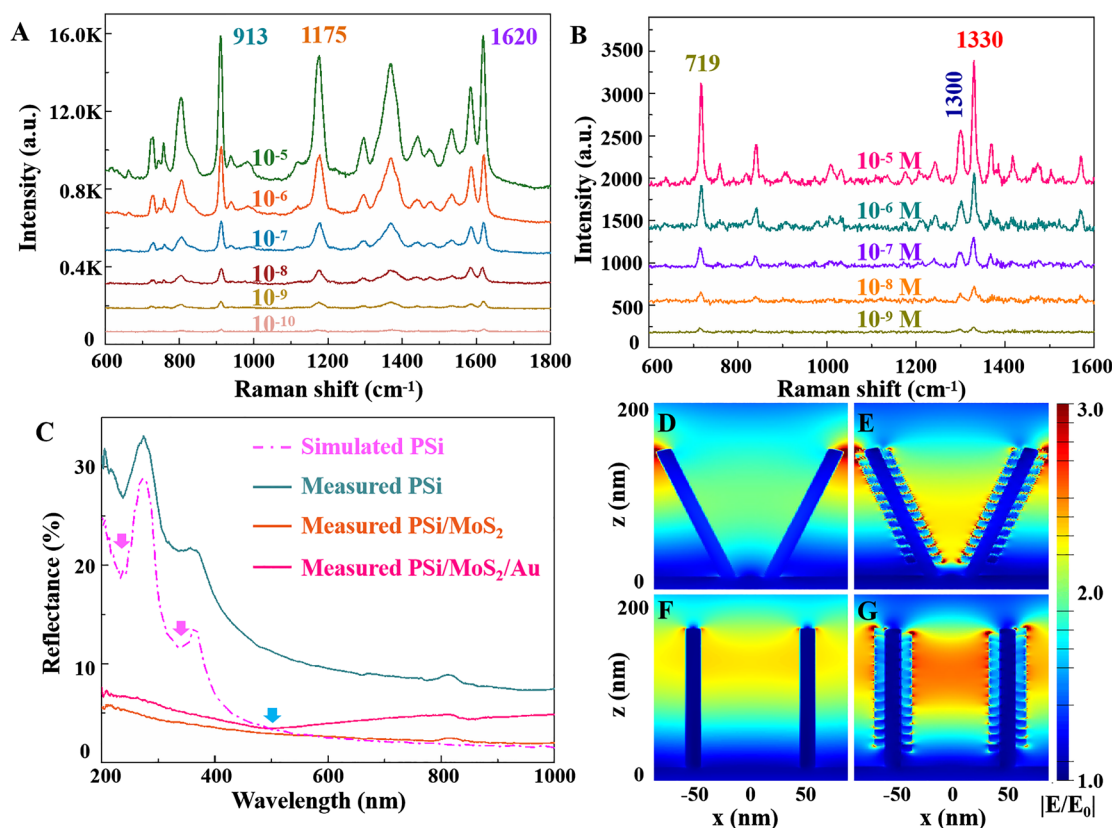 A
913
1175
1620
16.0K
12.0K
0.8K
0.4K
0
Intensity (a.u.)
10⁻⁵
10⁻⁶
10⁻⁷
10⁻⁸
10⁻⁹
10⁻¹⁰
600 800 1000 1200 1400 1600 1800
Raman shift (cm⁻¹)
B
719
1300
1330
3500
3000
2500
2000
1500
1000
500
0
Intensity (a.u.)
10⁻⁵ M
10⁻⁶ M
10⁻⁷ M
10⁻⁸ M
10⁻⁹ M
600 800 1000 1200 1400 1600
Raman shift (cm⁻¹)
C
Simulated PSi
Measured PSi
Measured PSi/MoS₂
Measured PSi/MoS₂/Au
30
20
10
0
Reflectance (%)
200 400 600 800 1000
Wavelength (nm)
D
E
200
0
z (nm)
F
G
200
0
z (nm)
-50 0 50
x (nm)
-50 0 50
x (nm)
3.0
2.0
1.0
|E/E₀|